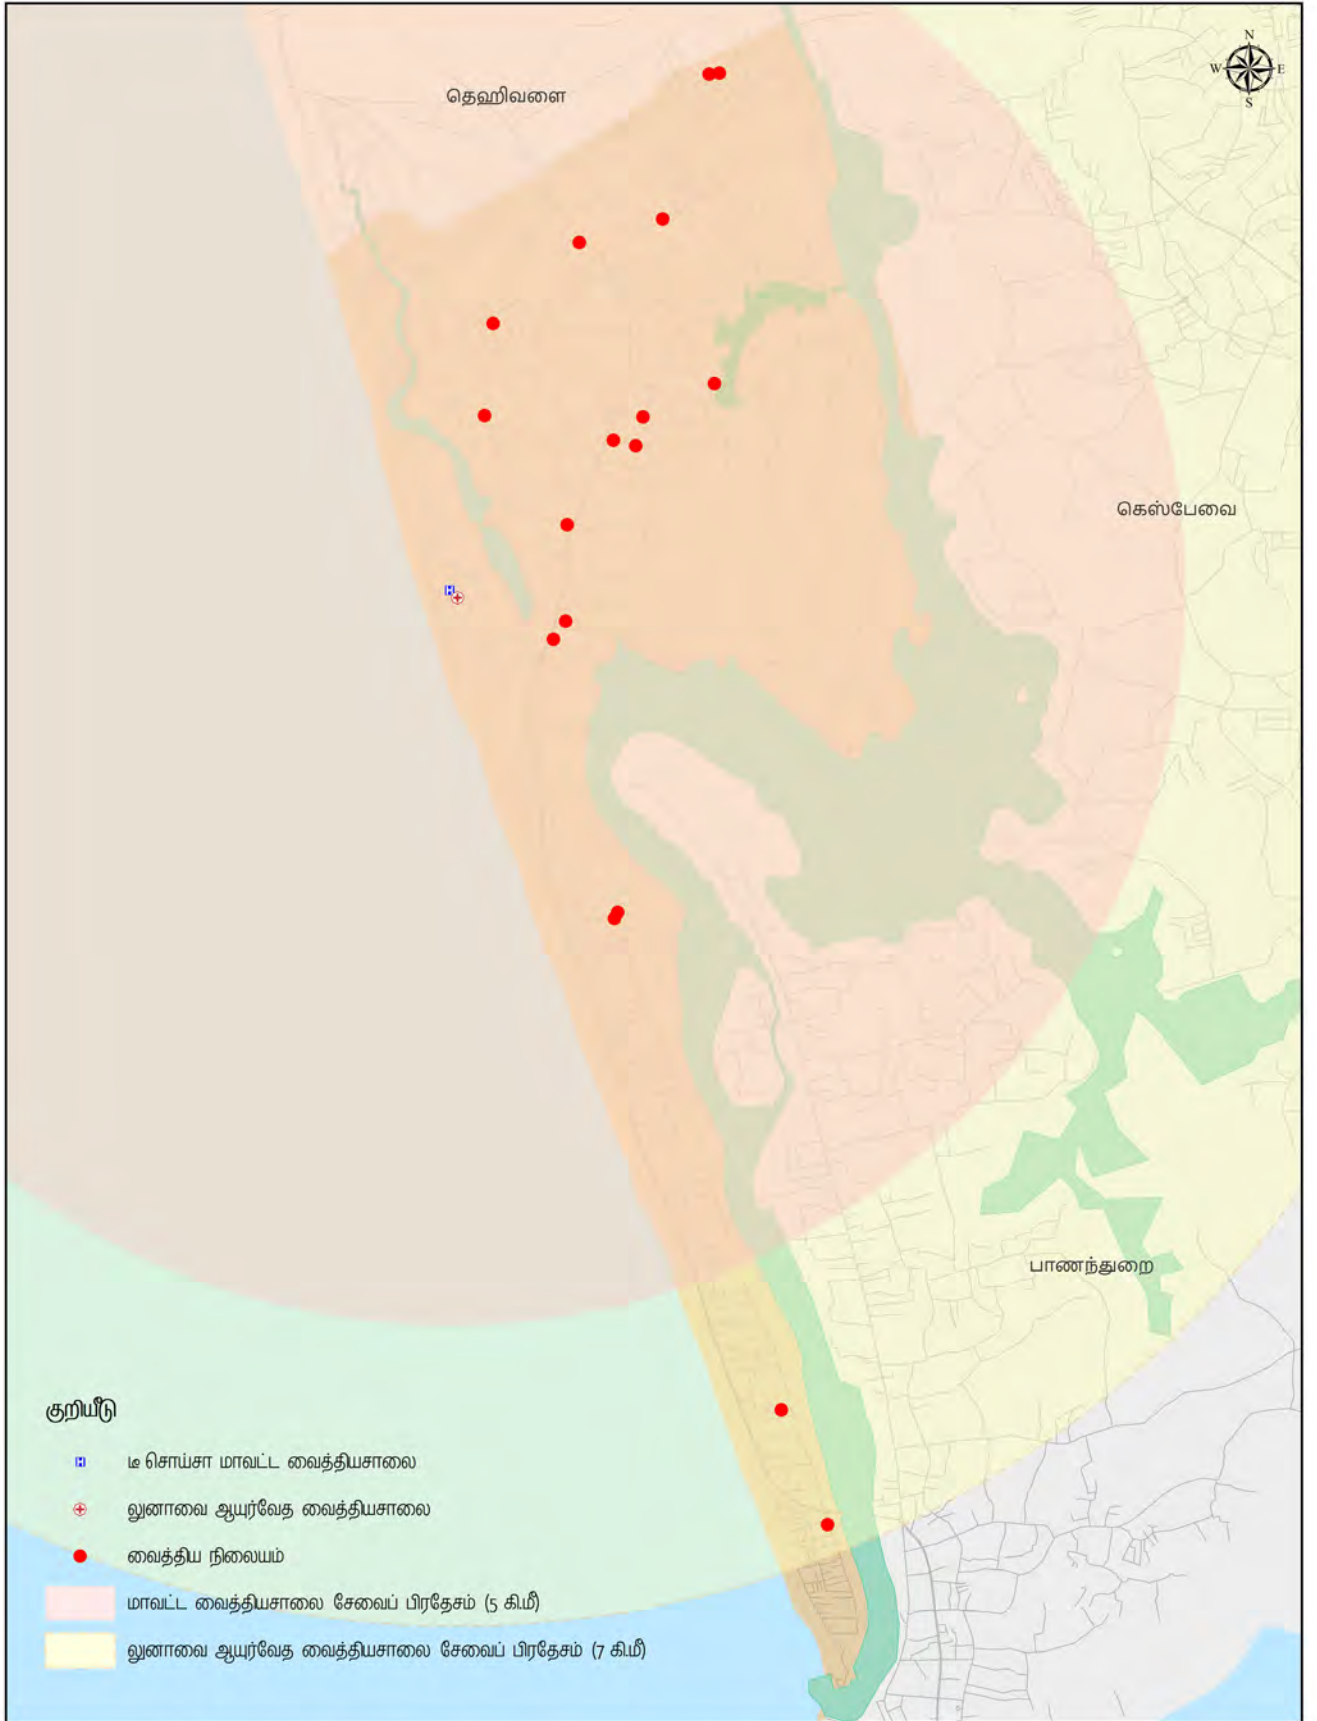 N
W E
S
தெஹிவளை
கெஸ்பேவை
பாணந்துறை
குறியீடு
H டீ சொய்சா மாவட்ட வைத்தியசாலை
லுனாவை ஆயுர்வேத வைத்தியசாலை
வைத்திய நிலையம்
மாவட்ட வைத்தியசாலை சேவைப் பிரதேசம் (5 கி.மீ)
லுனாவை ஆயுர்வேத வைத்தியசாலை சேவைப் பிரதேசம் (7 கி.மீ)